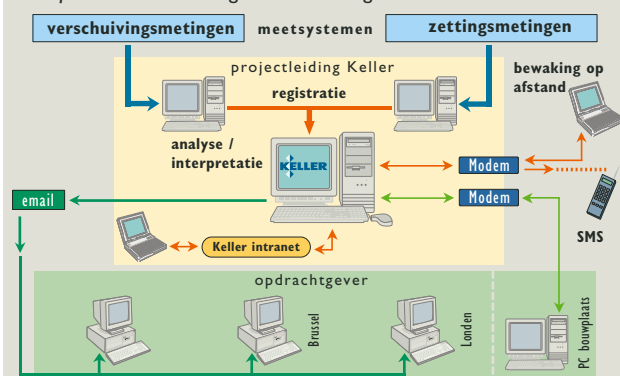 verschuivingsmetingen meetsystemen zettingsmetingen
projectleiding Keller
bewaking op
afstand
registratie
analyse /
interpretatie
KELLER
Modem
email
Modem
SMS
Keller intranet
opdrachtgever
Brussel
Londen
PC bouwplaats